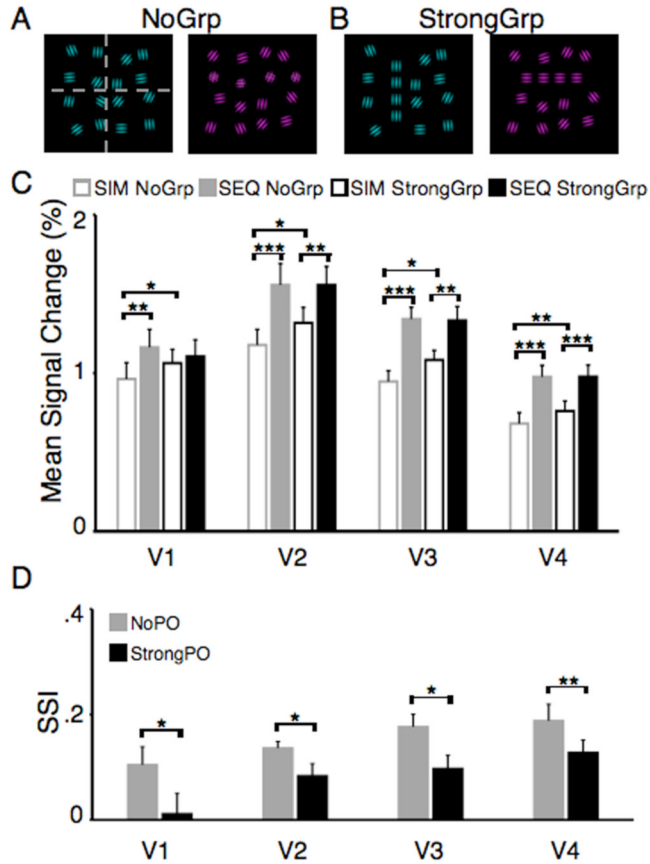 A NoGrp B StrongGrp
C SIM NoGrp SEQ NoGrp SIM StrongGrp SEQ StrongGrp
Mean Signal Change (%)
2
1
0
* ** * *** ** * *** ** ** *** ***
V1 V2 V3 V4
D
SSI
.4
.2
0
NoPO
StrongPO
* * * **
V1 V2 V3 V4